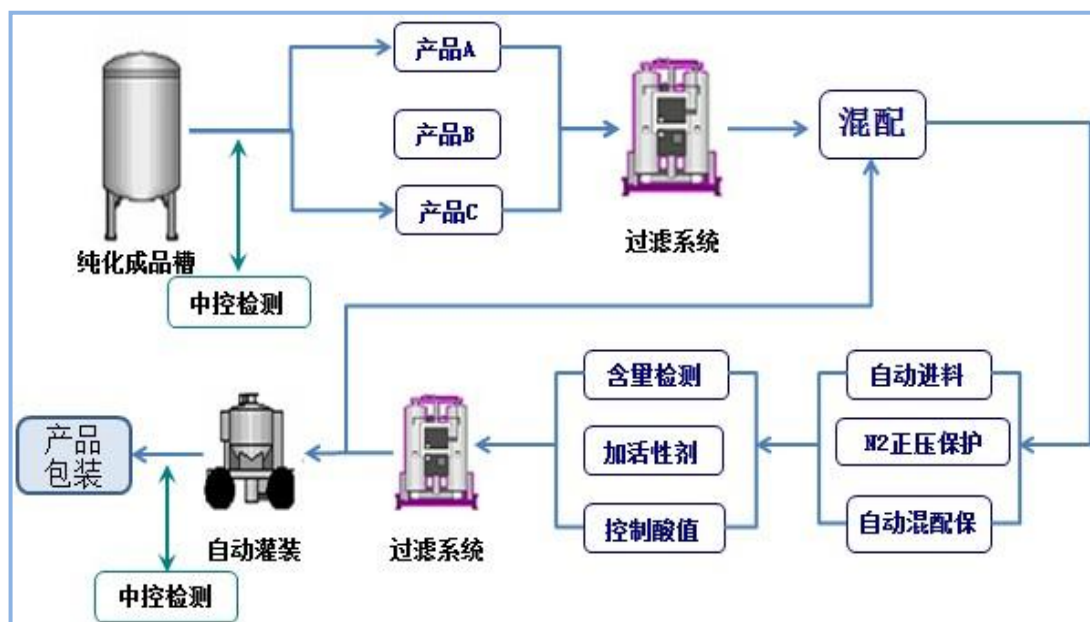 产品A
产品B
产品C
混配
纯化成品槽
过滤系统
中控检测
含量检测
加活性剂
控制酸值
自动进料
N2正压保护
自动混配保
产品
包装
自动灌装
过滤系统
中控检测